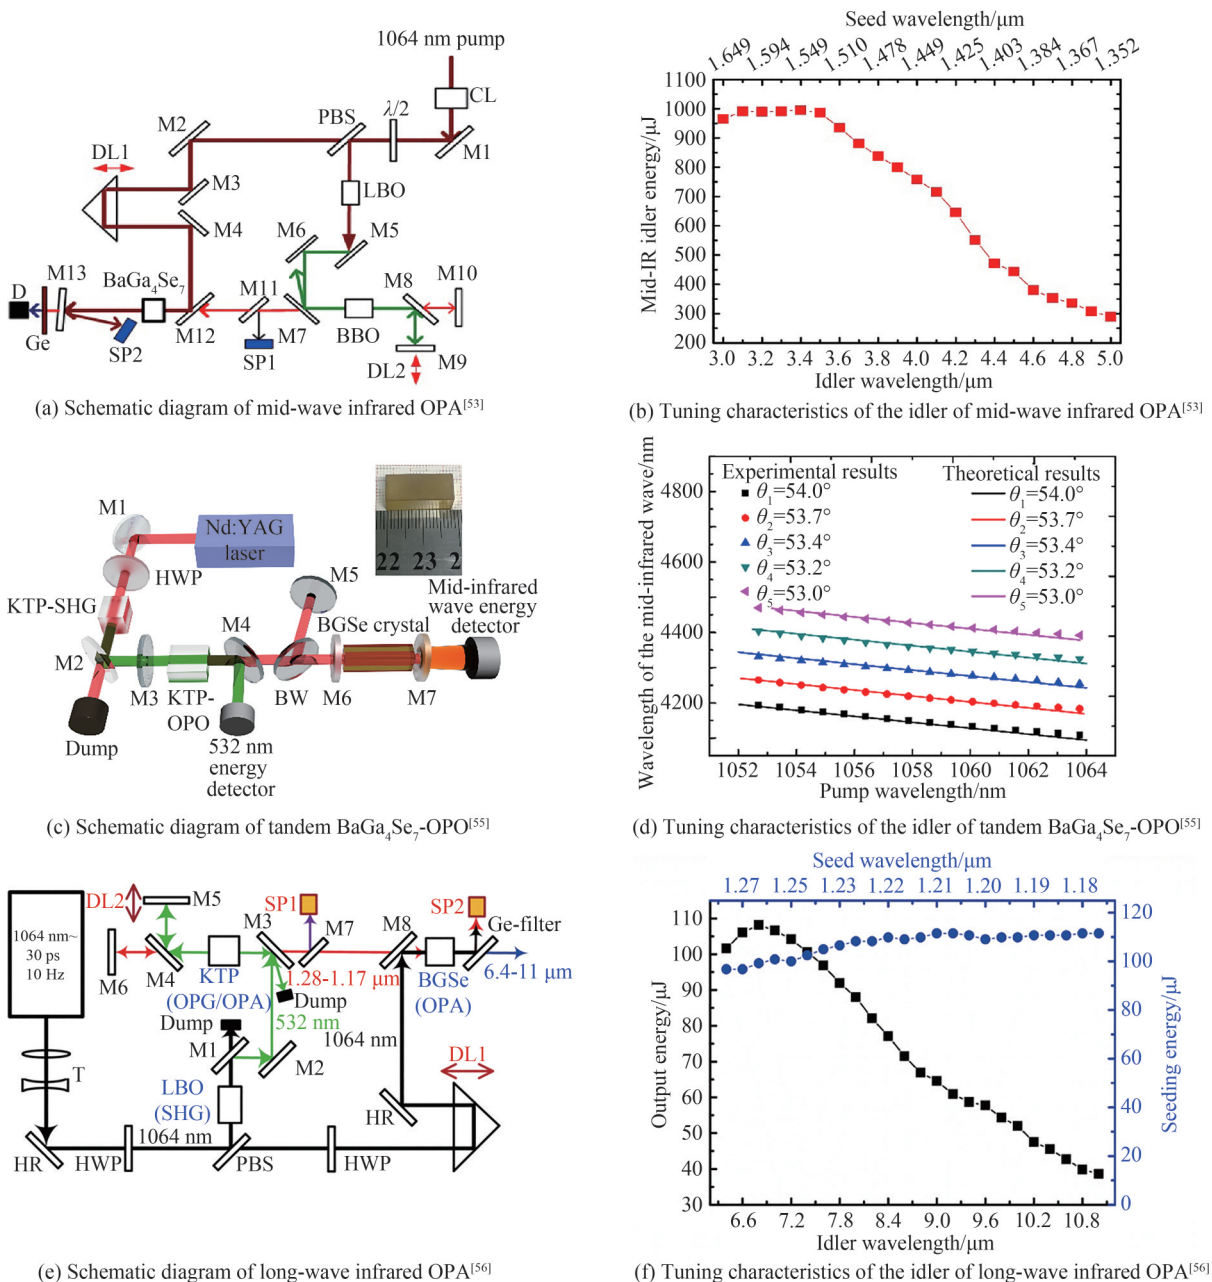 1064 nm pump
CL
λ/2
PBS
M2
M1
DL1
M3
LBO
M4
M6
M5
M13
BaGa4Se7
M11
M8
M10
D
Ge
SP2
M12
SP1
M7
BBO
M9
DL2
(a) Schematic diagram of mid-wave infrared OPA[53]
Seed wavelength/μm
1.649 1.594 1.549 1.510 1.478 1.449 1.425 1.403 1.384 1.367 1.352
Mid-IR idler energy/μJ
1100
1000
900
800
700
600
500
400
300
200
3.0 3.2 3.4 3.6 3.8 4.0 4.2 4.4 4.6 4.8 5.0
Idler wavelength/μm
(b) Tuning characteristics of the idler of mid-wave infrared OPA[53]
M1
Nd:YAG
laser
HWP
KTP-SHG
22 23 2
M5
Mid-infrared
wave energy
detector
M4
BGSe crystal
M2
M3
KTP-
OPO
BW
M6
M7
Dump
532 nm
energy
detector
(c) Schematic diagram of tandem BaGa4Se7-OPO[55]
Wavelength of the mid-infrared wave/nm
4800
4600
4400
4200
Experimental results
θ1=54.0°
θ2=53.7°
θ3=53.4°
θ4=53.2°
θ5=53.0°
Theoretical results
θ1=54.0°
θ2=53.7°
θ3=53.4°
θ4=53.2°
θ5=53.0°
1052 1054 1056 1058 1060 1062 1064
Pump wavelength/nm
(d) Tuning characteristics of the idler of tandem BaGa4Se7-OPO[55]
1064 nm~
30 ps
10 Hz
DL2
M5
M3
SP1
M7
M8
SP2
Ge-filter
M6
M4
KTP
(OPG/OPA)
1.28-1.17 μm
BGSe
(OPA)
6.4-11 μm
Dump
Dump
532 nm
1064 nm
M1
M2
DL1
T
LBO
(SHG)
HR
1064 nm
HR
HWP
PBS
HWP
(e) Schematic diagram of long-wave infrared OPA[56]
Seed wavelength/μm
1.27 1.25 1.23 1.22 1.21 1.20 1.19 1.18
Output energy/μJ
110
100
90
80
70
60
50
40
30
120
100
80
60
40
20
0
Seeding energy/μJ
6.6 7.2 7.8 8.4 9.0 9.6 10.2 10.8
Idler wavelength/μm
(f) Tuning characteristics of the idler of long-wave infrared OPA[56]